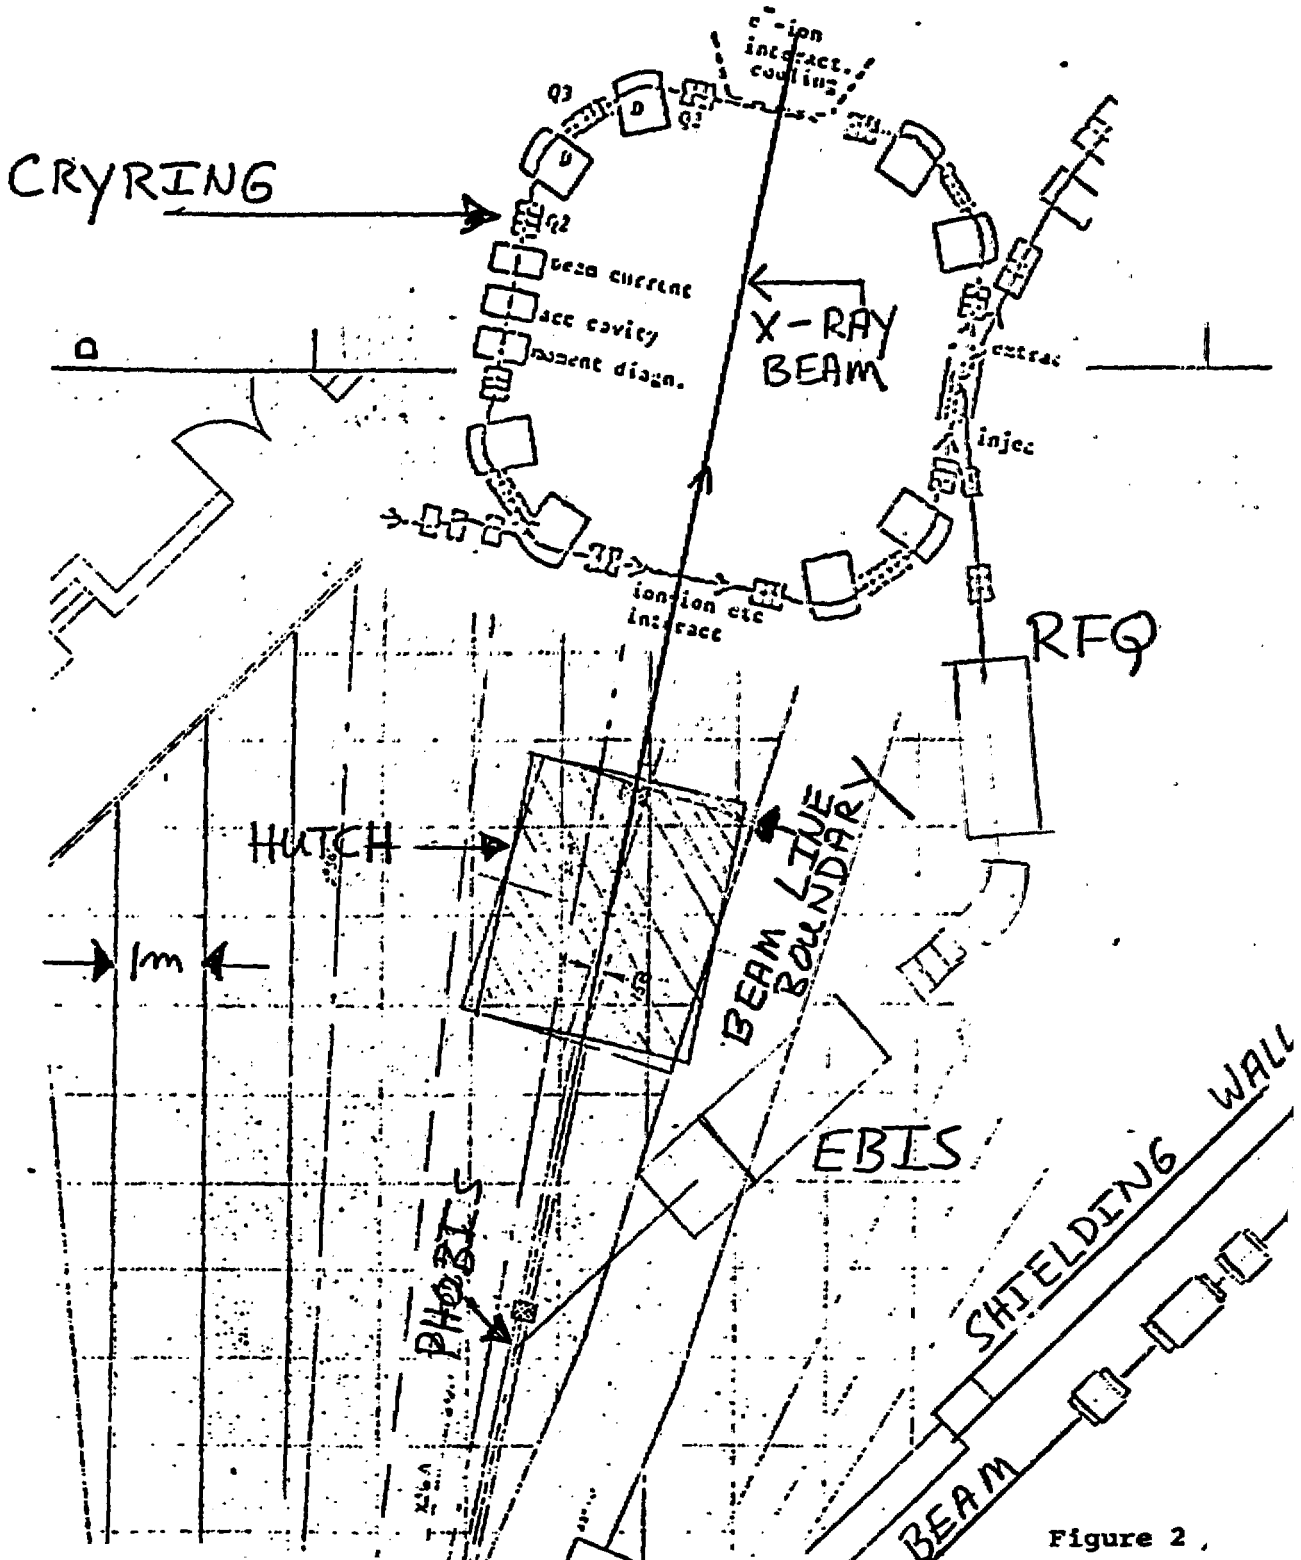 e⁻-ion
interact.
cooling
Q3
D
Q1
D
CRYRING
Q2
beam current
acc cavity
moment diagn.
X-RAY
BEAM
extrac
injec
D
ion-ion etc
interact
RFQ
HUTCH
BEAM LINE
BOUNDARY
1m
EBIS
PHOBIS
SHIELDING WALL
BEAM
Figure 2